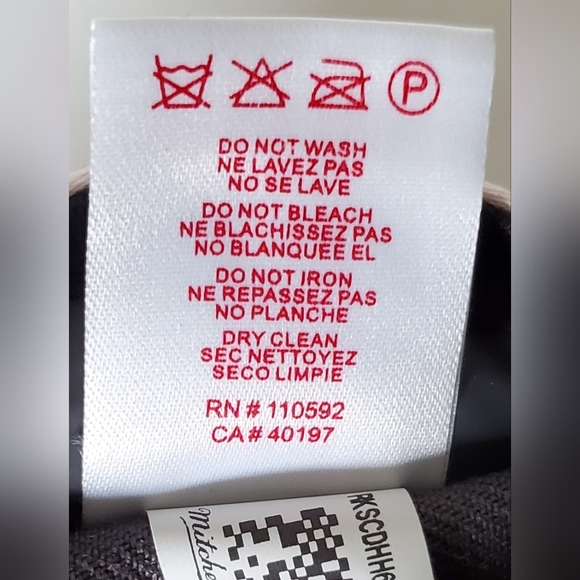 P
DO NOT WASH
NE LAVEZ PAS
NO SE LAVE
DO NOT BLEACH
NE BLACHISSEZ PAS
NO BLANQUEE EL
DO NOT IRON
NE REPASSEZ PAS
NO PLANCHE
DRY CLEAN
SEC NETTOYEZ
SECO LIMPIE
RN # 110592
CA # 40197